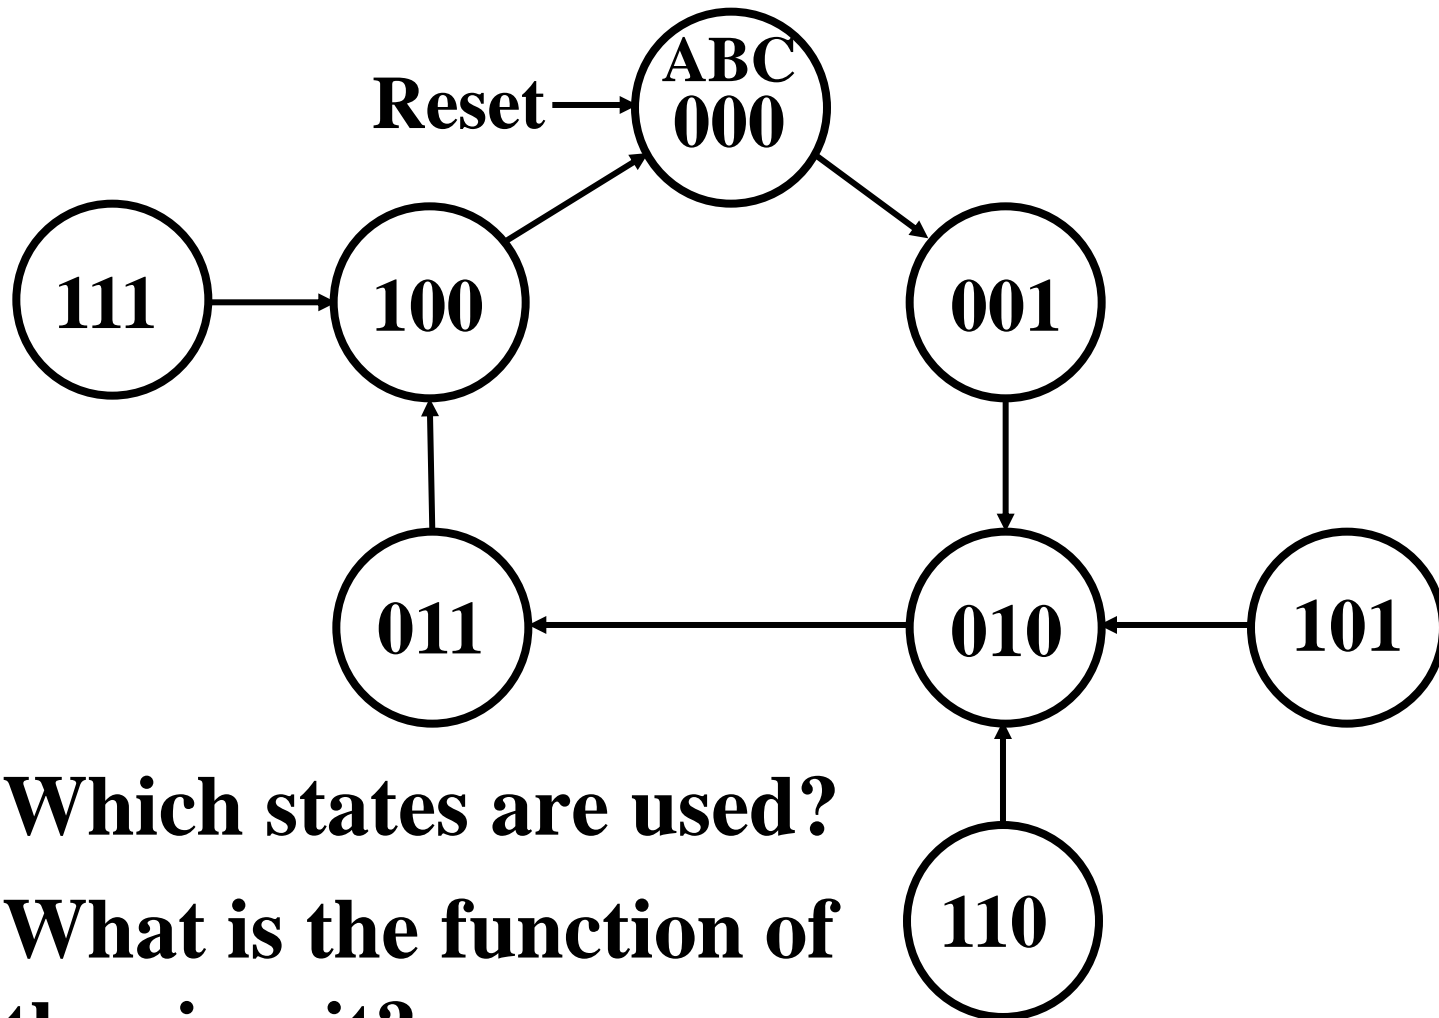 ABC
Reset 000
111 100 001
011 010 101
Which states are used?
What is the function of
110